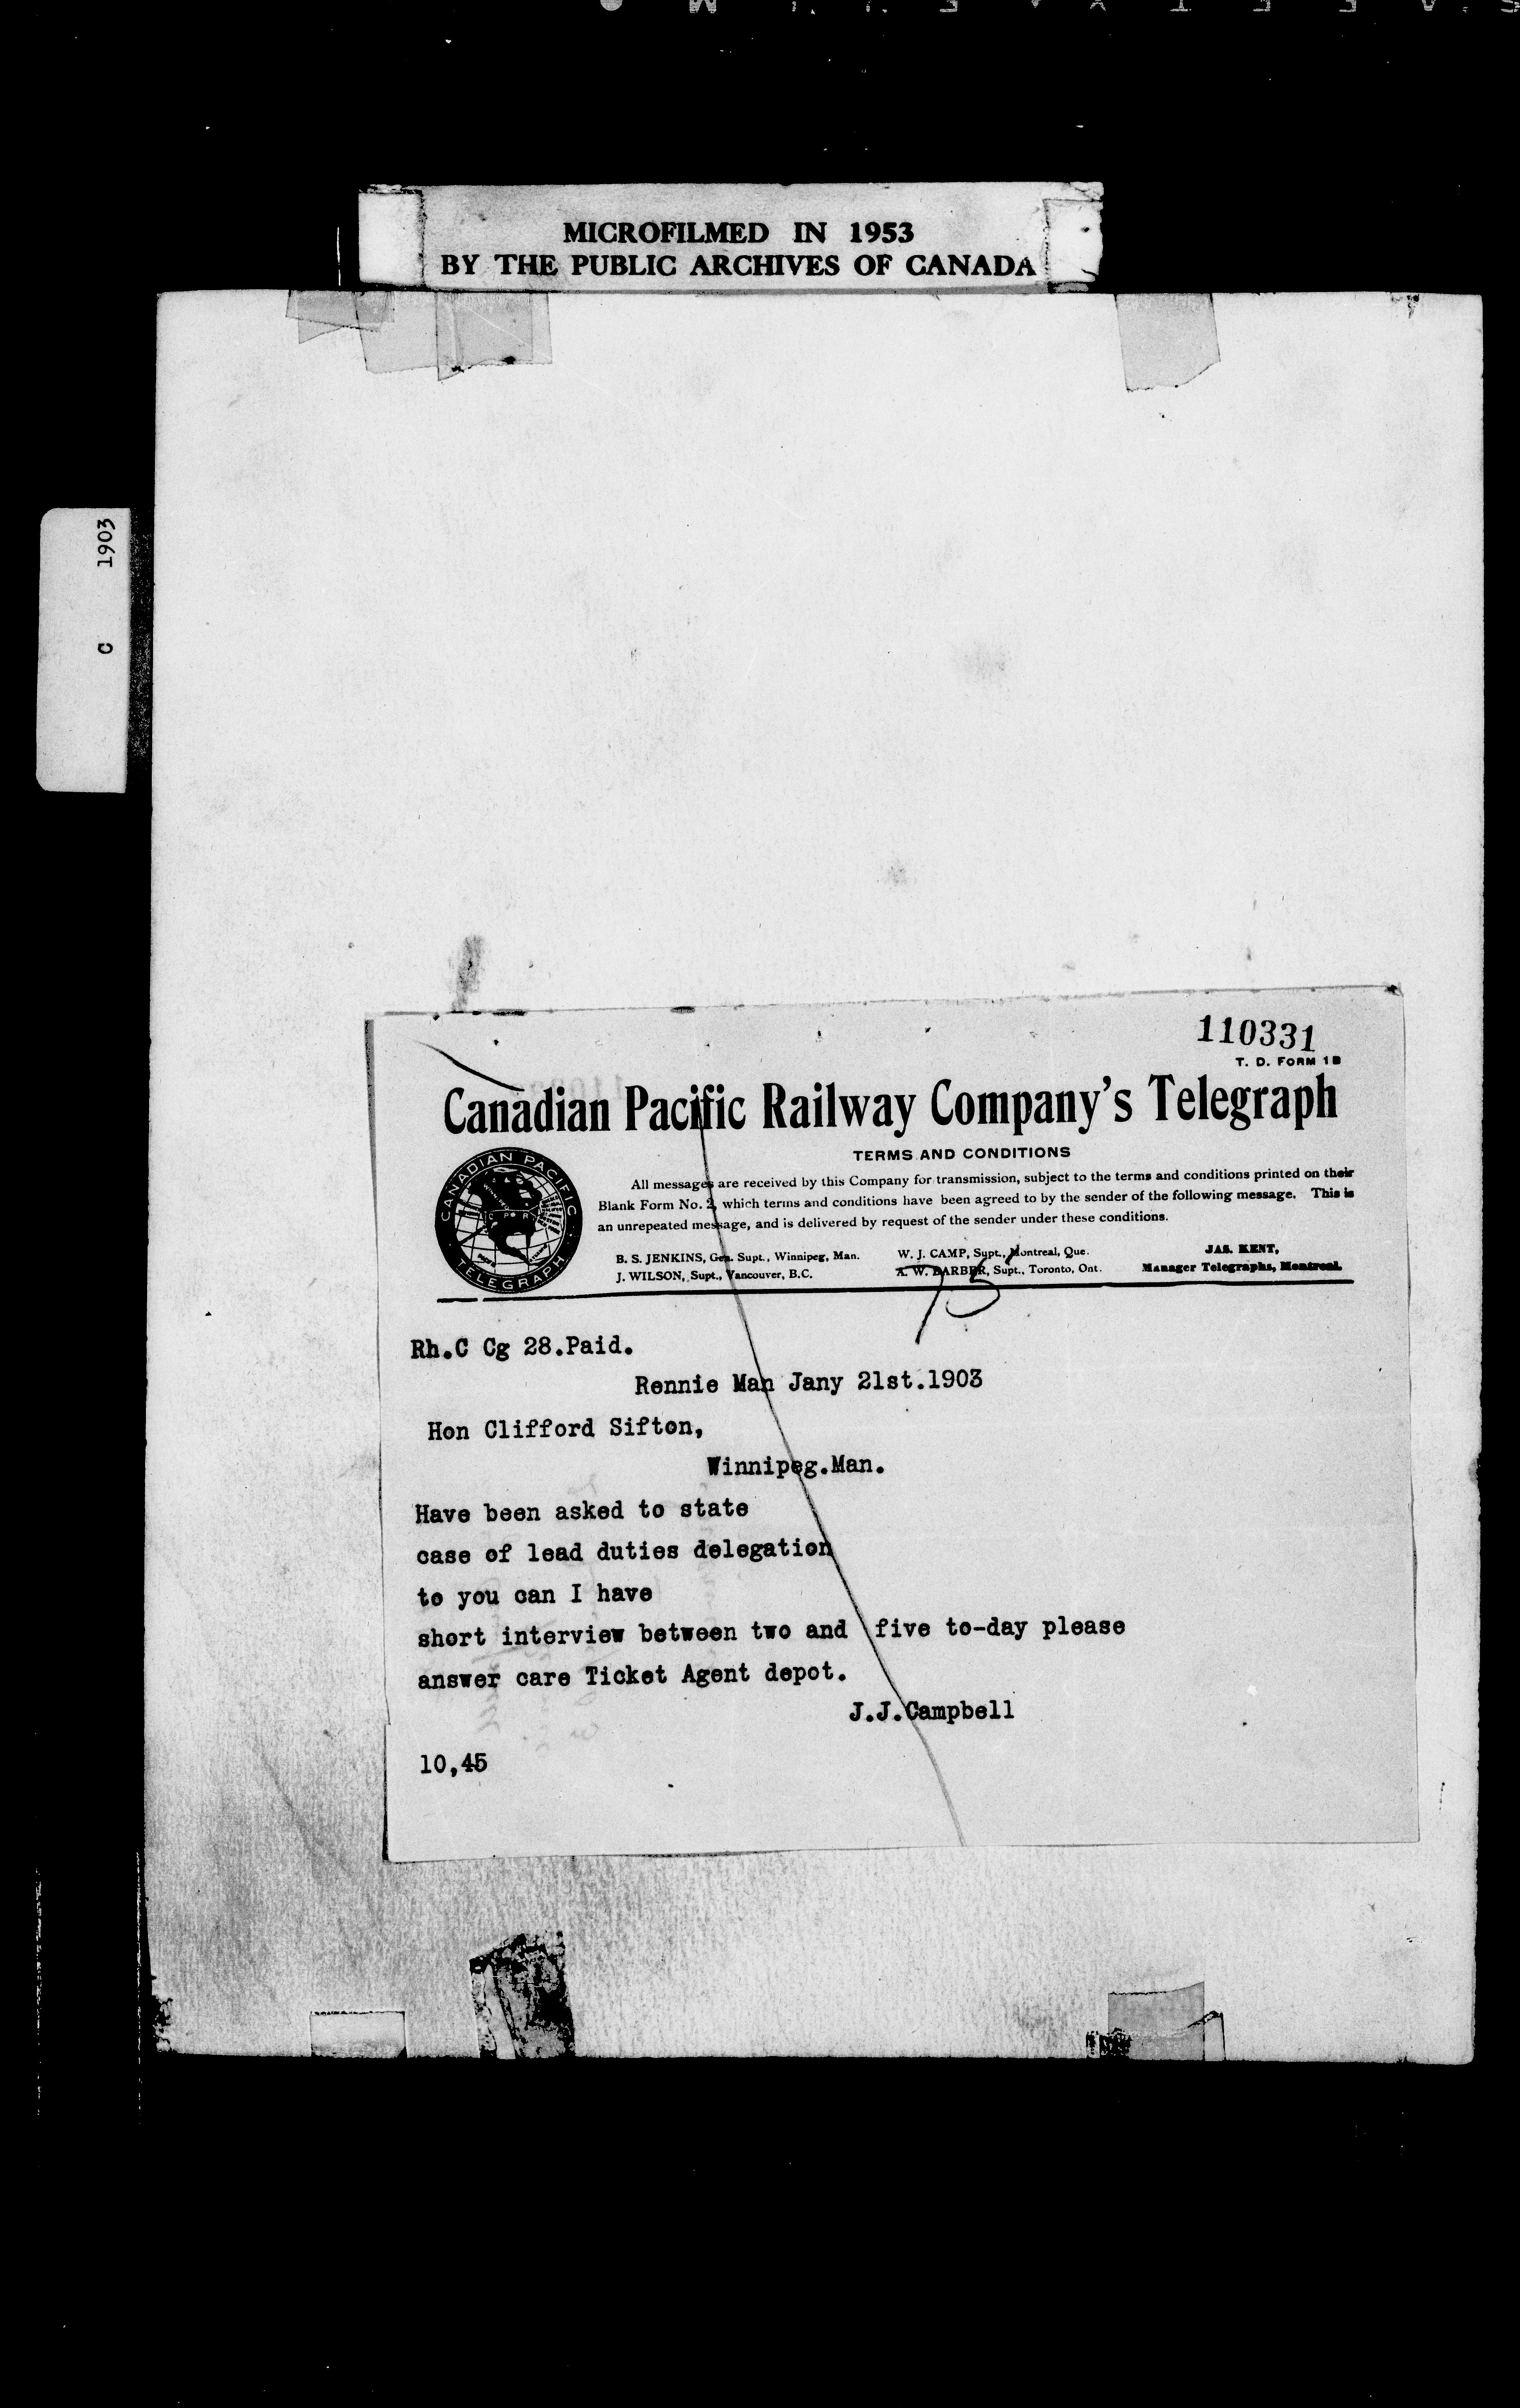 MICROFILMED IN 1953
BY THE PUBLIC ARCHIVES OF CANADA
C 1903
110331
T. D. FORM 1 B
Canadian Pacific Railway Company's Telegraph
TERMS AND CONDITIONS
CANADIAN PACIFIC
TELEGRAPH
All messages are received by this Company for transmission, subject to the terms and conditions printed on their
Blank Form No. 2, which terms and conditions have been agreed to by the sender of the following message. This is
an unrepeated message, and is delivered by request of the sender under these conditions.
B. S. JENKINS, Gen. Supt., Winnipeg, Man.
J. WILSON, Supt., Vancouver, B.C.
W. J. CAMP, Supt., Montreal, Que.
A. W. BARBER, Supt., Toronto, Ont.
JAS. KENT,
Manager Telegraphs, Montreal.
Rh.C Cg 28.Paid.
Rennie Man Jany 21st.1903
Hon Clifford Sifton,
Winnipeg.Man.
Have been asked to state
case of lead duties delegation
to you can I have
short interview between two and five to-day please
answer care Ticket Agent depot.
J.J.Campbell
10,45